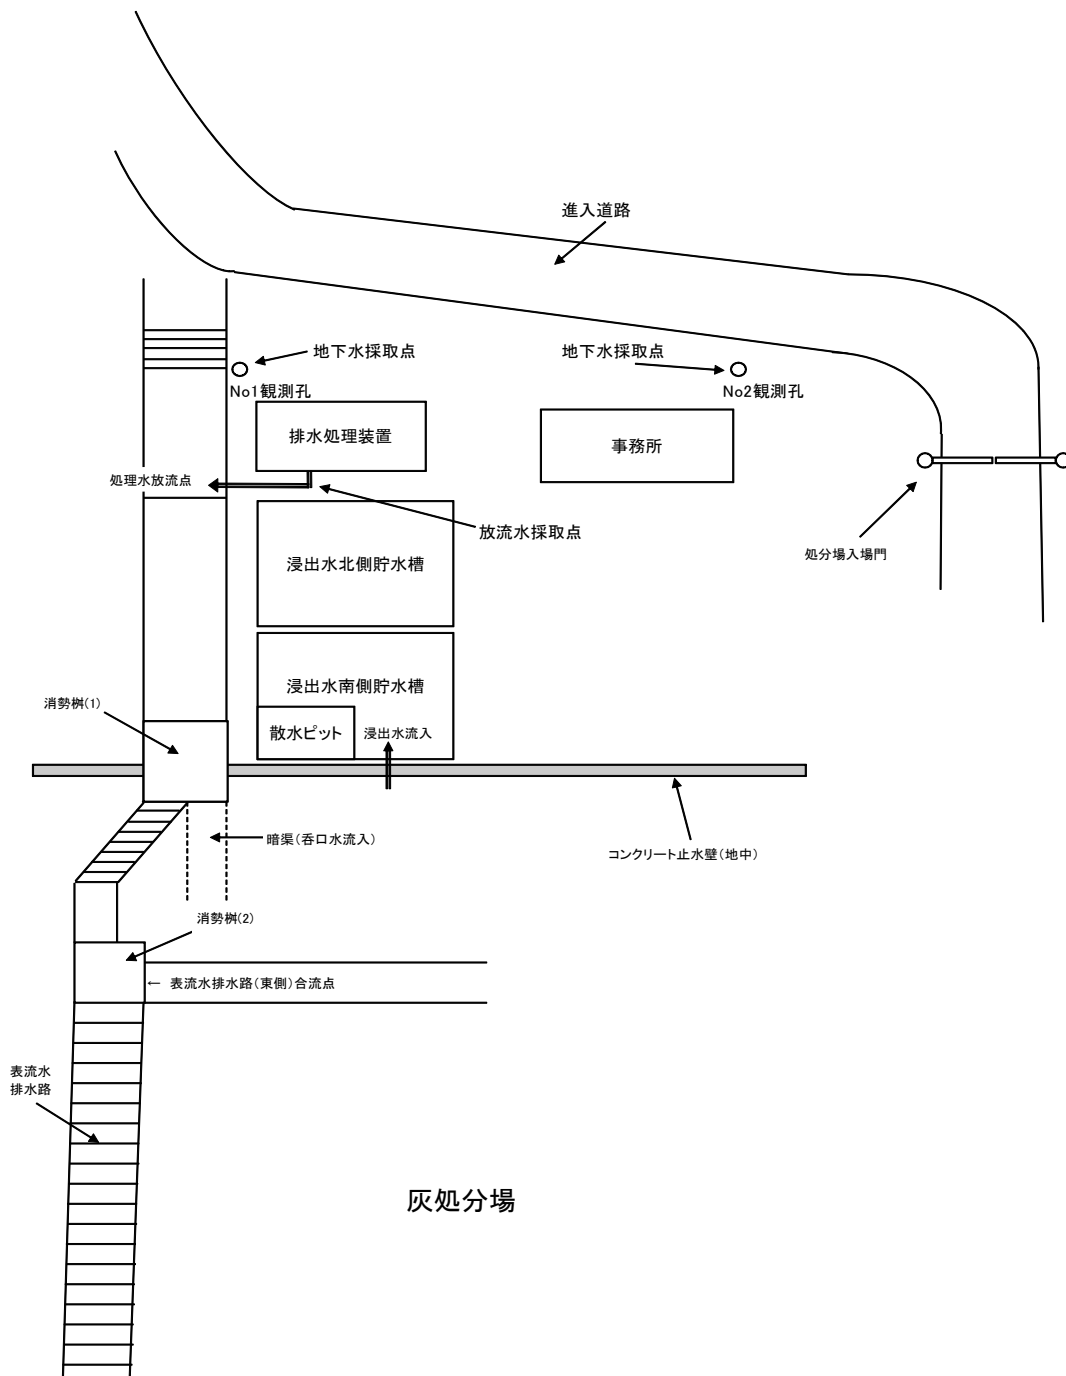 進入道路
地下水採取点
地下水採取点
No1観測孔
No2観測孔
排水処理装置
事務所
処理水放流点
放流水採取点
処分場入場門
浸出水北側貯水槽
浸出水南側貯水槽
消勢桝(1)
散水ピット
浸出水流入
暗渠(呑口水流入)
コンクリート止水壁(地中)
消勢桝(2)
← 表流水排水路(東側)合流点
表流水
排水路
灰処分場